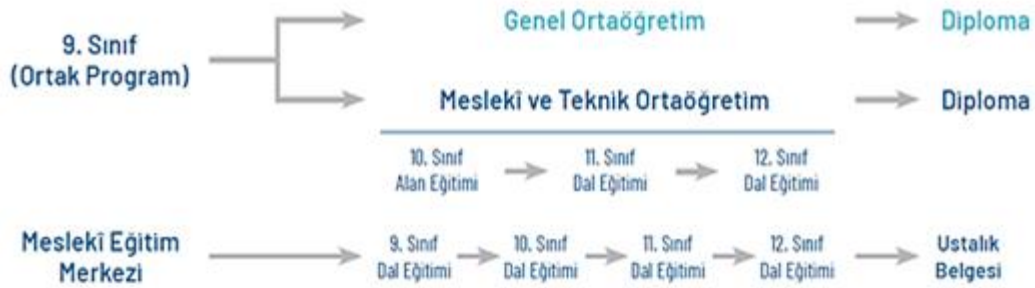 9. Sınıf
(Ortak Program)
Genel Ortaöğretim
Diploma
Meslekî ve Teknik Ortaöğretim
Diploma
10. Sınıf
Alan Eğitimi
11. Sınıf
Dal Eğitimi
12. Sınıf
Dal Eğitimi
Meslekî Eğitim
Merkezi
9. Sınıf
Dal Eğitimi
10. Sınıf
Dal Eğitimi
11. Sınıf
Dal Eğitimi
12. Sınıf
Dal Eğitimi
Ustalık
Belgesi